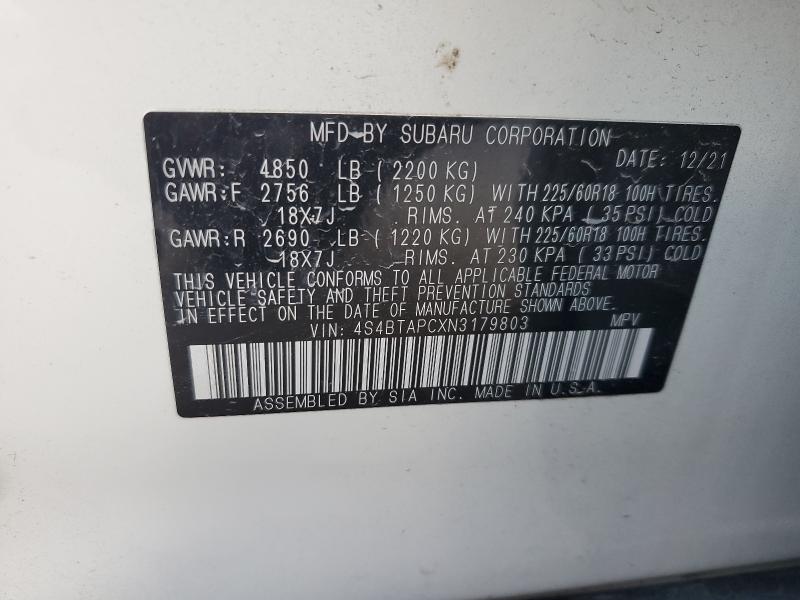 MFD BY SUBARU CORPORATION
DATE: 12/21
GVWR: 4850 LB (2200 KG)
GAWR:F 2756 LB (1250 KG) WITH 225/60R18 100H TIRES.
18X7J RIMS. AT 240 KPA (35PSI) COLD
GAWR:R 2690 LB (1220 KG) WITH 225/60R18 100H TIRES.
18X7J RIMS. AT 230 KPA (33PSI) COLD
THIS VEHICLE CONFORMS TO ALL APPLICABLE FEDERAL MOTOR
VEHICLE SAFETY AND THEFT PREVENTION STANDARDS
IN EFFECT ON THE DATE OF MANUFACTURE SHOWN ABOVE.
VIN: 4S4BTAPCXN3179803 MPV
ASSEMBLED BY SIA INC. MADE IN U.S.A.